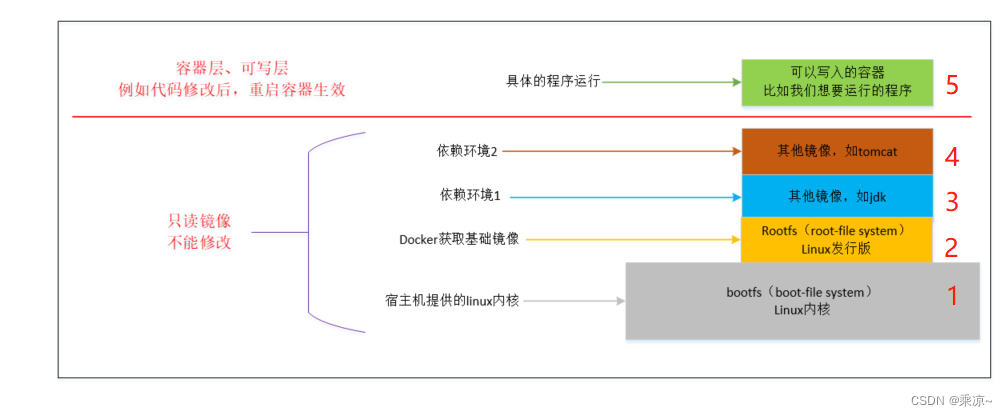 容器层、可写层
例如代码修改后，重启容器生效
具体的程序运行
可以写入的容器
比如我们想要运行的程序
5
依赖环境2
其他镜像，如tomcat
4
依赖环境1
其他镜像，如jdk
3
只读镜像
不能修改
Docker获取基础镜像
Rootfs（root-file system）
Linux发行版
2
宿主机提供的linux内核
bootfs（boot-file system）
Linux内核
1
CSDN @乘凉~